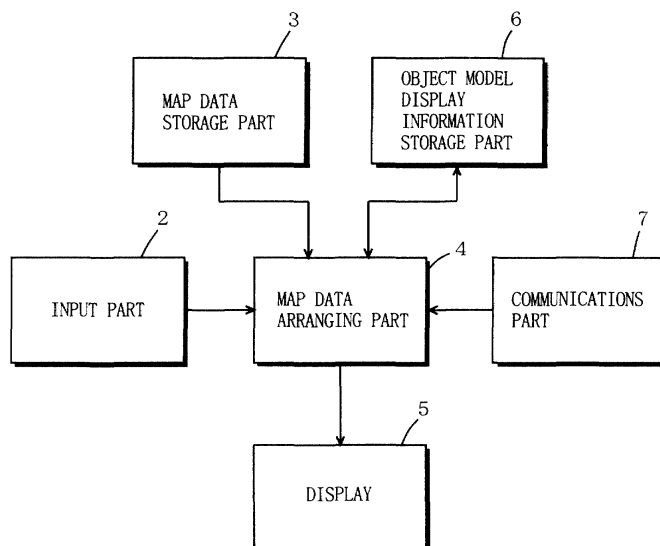 3
MAP DATA
STORAGE PART
6
OBJECT MODEL
DISPLAY
INFORMATION
STORAGE PART
2
INPUT PART
4
MAP DATA
ARRANGING PART
7
COMMUNICATIONS
PART
5
DISPLAY